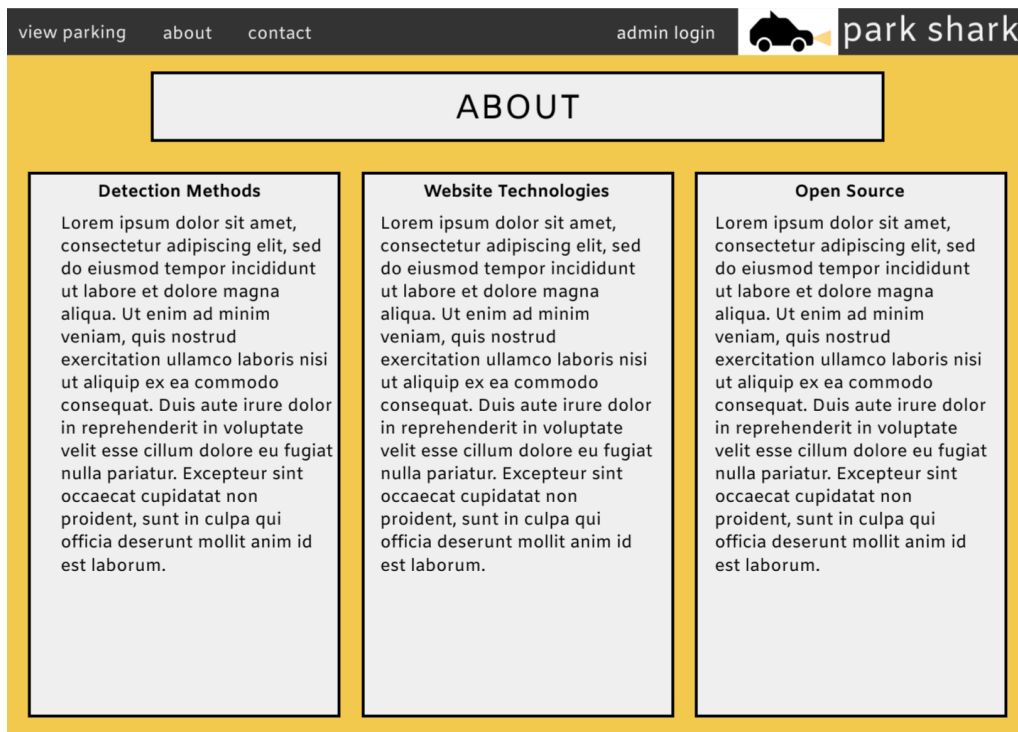 view parking about contact admin login park shark
ABOUT
Detection Methods
Lorem ipsum dolor sit amet,
consectetur adipiscing elit, sed
do eiusmod tempor incididunt
ut labore et dolore magna
aliqua. Ut enim ad minim
veniam, quis nostrud
exercitation ullamco laboris nisi
ut aliquip ex ea commodo
consequat. Duis aute irure dolor
in reprehenderit in voluptate
velit esse cillum dolore eu fugiat
nulla pariatur. Excepteur sint
occaecat cupidatat non
proident, sunt in culpa qui
officia deserunt mollit anim id
est laborum.
Website Technologies
Lorem ipsum dolor sit amet,
consectetur adipiscing elit, sed
do eiusmod tempor incididunt
ut labore et dolore magna
aliqua. Ut enim ad minim
veniam, quis nostrud
exercitation ullamco laboris nisi
ut aliquip ex ea commodo
consequat. Duis aute irure dolor
in reprehenderit in voluptate
velit esse cillum dolore eu fugiat
nulla pariatur. Excepteur sint
occaecat cupidatat non
proident, sunt in culpa qui
officia deserunt mollit anim id
est laborum.
Open Source
Lorem ipsum dolor sit amet,
consectetur adipiscing elit, sed
do eiusmod tempor incididunt
ut labore et dolore magna
aliqua. Ut enim ad minim
veniam, quis nostrud
exercitation ullamco laboris nisi
ut aliquip ex ea commodo
consequat. Duis aute irure dolor
in reprehenderit in voluptate
velit esse cillum dolore eu fugiat
nulla pariatur. Excepteur sint
occaecat cupidatat non
proident, sunt in culpa qui
officia deserunt mollit anim id
est laborum.